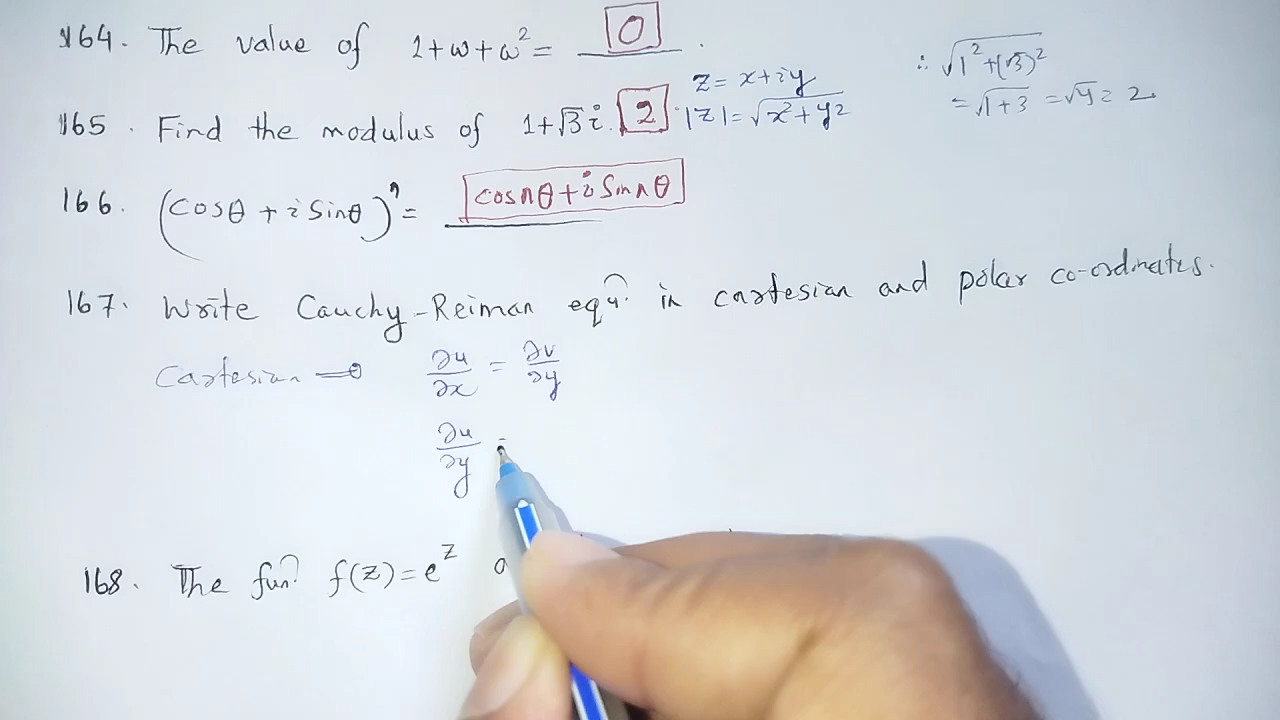 164. The value of 1+ω+ω²= 0.
∴ √1²+(√3)²
= √1+3 = √4 = 2
165. Find the modulus of 1+√3i. 2
z = x+iy
|z| = √x²+y²
166. (cosθ + i Sinθ)ⁿ = cosnθ + i Sin nθ
167. Write Cauchy-Reiman eqⁿ. in cartesian and polar co-ordinates.
Cartesian ⇒ ∂u/∂x = ∂v/∂y
∂u/∂y =
168. The funⁿ f(z) = e^z